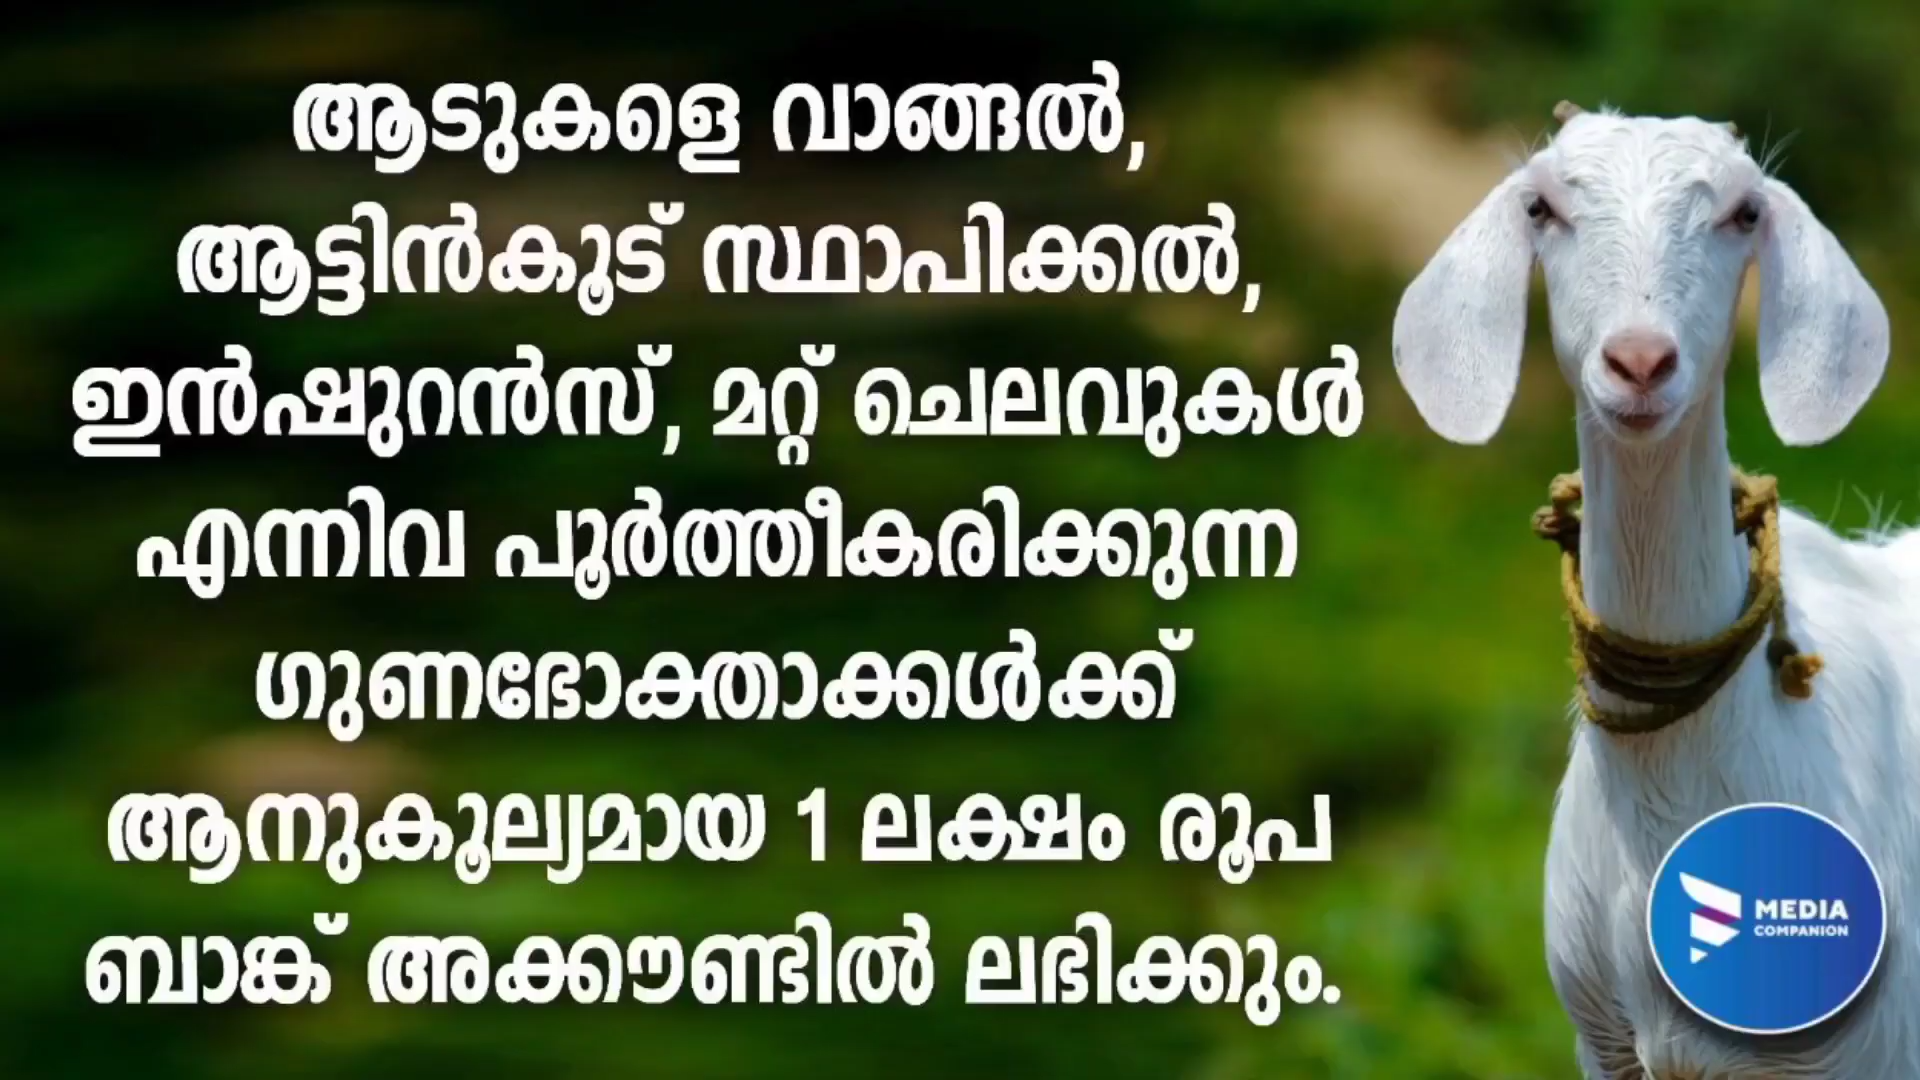 ആടുകളെ വാങ്ങൽ,
ആട്ടിൻകൂട് സ്ഥാപിക്കൽ,
ഇൻഷുറൻസ്, മറ്റ് ചെലവുകൾ
എന്നിവ പൂർത്തീകരിക്കുന്ന
ഗുണഭോക്താക്കൾക്ക്
ആനുകൂല്യമായ 1 ലക്ഷം രൂപ
ബാങ്ക് അക്കൗണ്ടിൽ ലഭിക്കും.
MEDIA
COMPANION